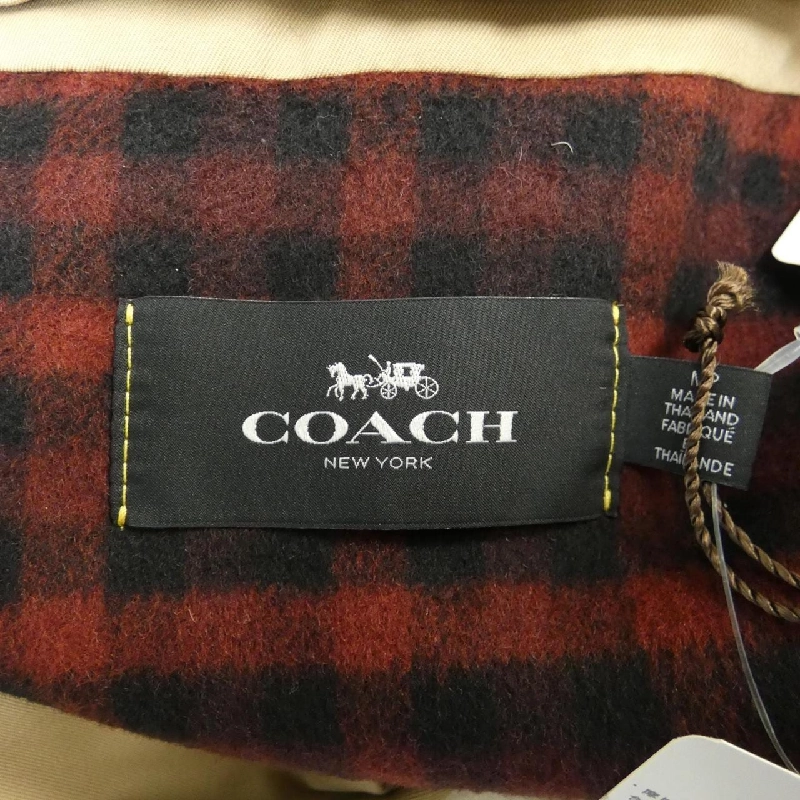 COACH
NEW YORK
MADE IN
THAILAND
FABRIQUÉ
THAÏLANDE